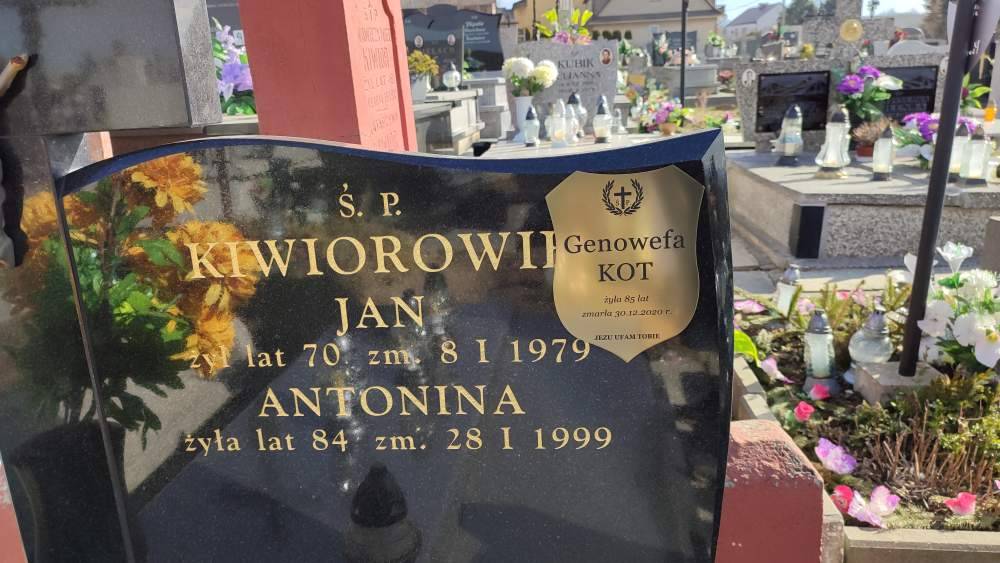 Ś. P.
KIWIOROWIE
JAN
żył lat 70 zm. 8 I 1979
ANTONINA
żyła lat 84 zm. 28 I 1999
Ś P
Genowefa
KOT
żyła 85 lat
zmarła 30.12.2020 r.
JEZU UFAM TOBIE
KUBIK